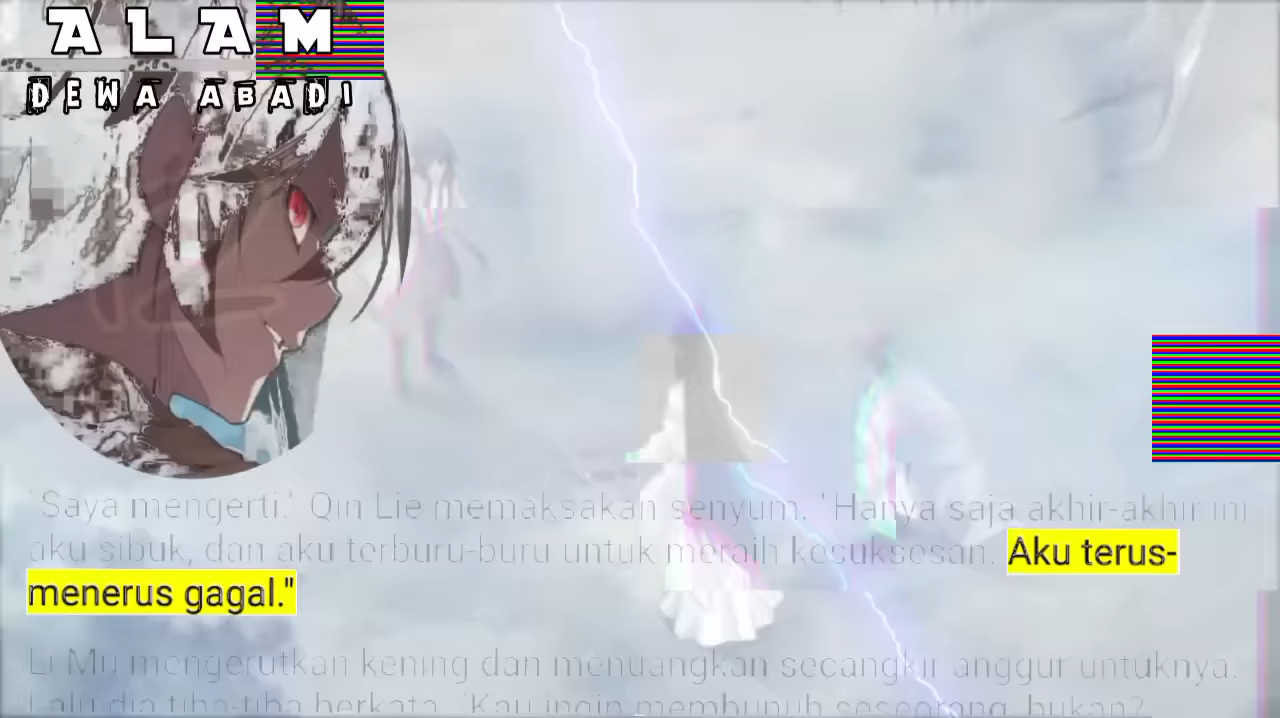 ALAM
DEWA ABADI
"Saya mengerti." Qin Lie memaksakan senyum. "Hanya saja akhir-akhir ini
aku sibuk, dan aku terburu-buru untuk meraih kesuksesan. Aku terus-
menerus gagal."
Li Mu mengerutkan kening dan menuangkan secangkir anggur untuknya.
Lalu dia tiba-tiba berkata, "Kau ingin membunuh seseorang, bukan?